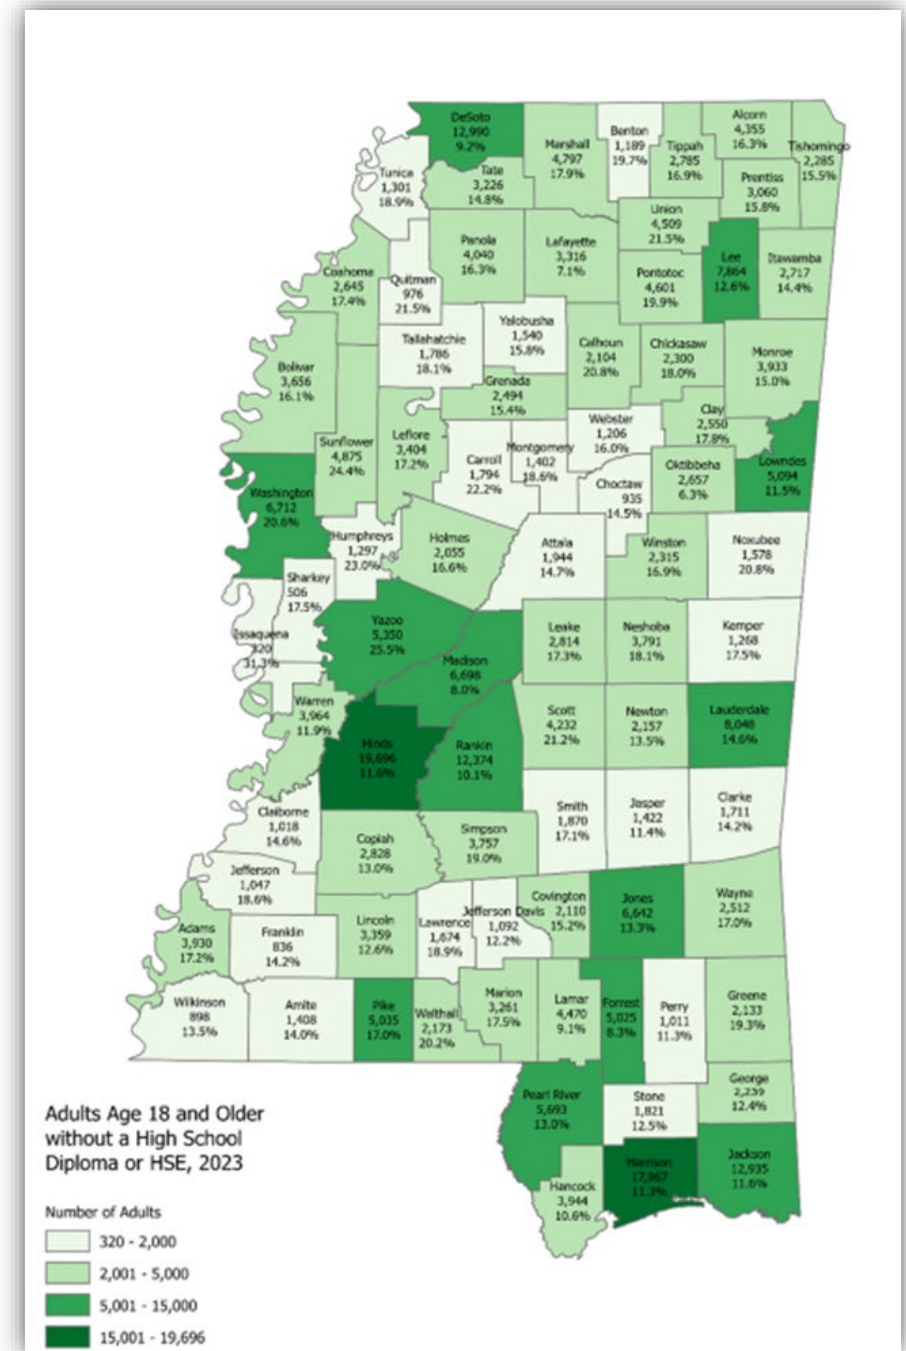 DeSoto
12,990
9.2%
Marshall
4,797
17.9%
Benton
1,189
19.7%
Tippah
2,785
16.9%
Alcorn
4,355
16.3%
Tishomingo
2,285
15.5%
Tunica
1,301
18.9%
Tate
3,226
14.8%
Prentiss
3,060
15.8%
Union
4,509
21.5%
Panola
4,040
16.3%
Lafayette
3,316
7.1%
Lee
7,864
12.6%
Itawamba
2,717
14.4%
Coahoma
2,645
17.4%
Quitman
976
21.5%
Pontotoc
4,601
19.9%
Tallahatchie
1,786
18.1%
Yalobusha
1,540
15.8%
Calhoun
2,104
20.8%
Chickasaw
2,300
18.0%
Monroe
3,933
15.0%
Bolivar
3,656
16.1%
Grenada
2,494
15.4%
Clay
2,550
17.8%
Sunflower
4,875
24.4%
Leflore
3,404
17.2%
Carroll
1,794
22.2%
Montgomery
1,402
18.6%
Webster
1,206
16.0%
Choctaw
935
14.5%
Oktibbeha
2,657
6.3%
Lowndes
5,094
11.5%
Washington
6,712
20.6%
Humphreys
1,297
23.0%
Holmes
2,055
16.6%
Attala
1,944
14.7%
Winston
2,315
16.9%
Noxubee
1,578
20.8%
Sharkey
506
17.5%
Issaquena
320
31.3%
Yazoo
5,350
25.5%
Madison
6,698
8.0%
Leake
2,814
17.3%
Neshoba
3,791
18.1%
Kemper
1,268
17.5%
Warren
3,964
11.9%
Hinds
19,696
11.6%
Rankin
12,374
10.1%
Scott
4,232
21.2%
Newton
2,157
13.5%
Lauderdale
8,048
14.6%
Claiborne
1,018
14.6%
Copiah
2,828
13.0%
Simpson
3,757
19.0%
Smith
1,870
17.1%
Jasper
1,422
11.4%
Clarke
1,711
14.2%
Jefferson
1,047
18.6%
Adams
3,930
17.2%
Franklin
836
14.2%
Lincoln
3,359
12.6%
Lawrence
1,674
18.9%
Jefferson Davis
1,092
12.2%
Covington
2,110
15.2%
Jones
6,642
13.3%
Wayne
2,512
17.0%
Wilkinson
898
13.5%
Amite
1,408
14.0%
Pike
5,035
17.0%
Walthall
2,173
20.2%
Marion
3,261
17.5%
Lamar
4,470
9.1%
Forrest
5,025
8.3%
Perry
1,011
11.3%
Greene
2,133
19.3%
Pearl River
5,693
13.0%
Stone
1,821
12.5%
George
2,239
12.4%
Hancock
3,944
10.6%
Harrison
17,967
11.3%
Jackson
12,935
11.6%
Adults Age 18 and Older
without a High School
Diploma or HSE, 2023
Number of Adults
320 - 2,000
2,001 - 5,000
5,001 - 15,000
15,001 - 19,696